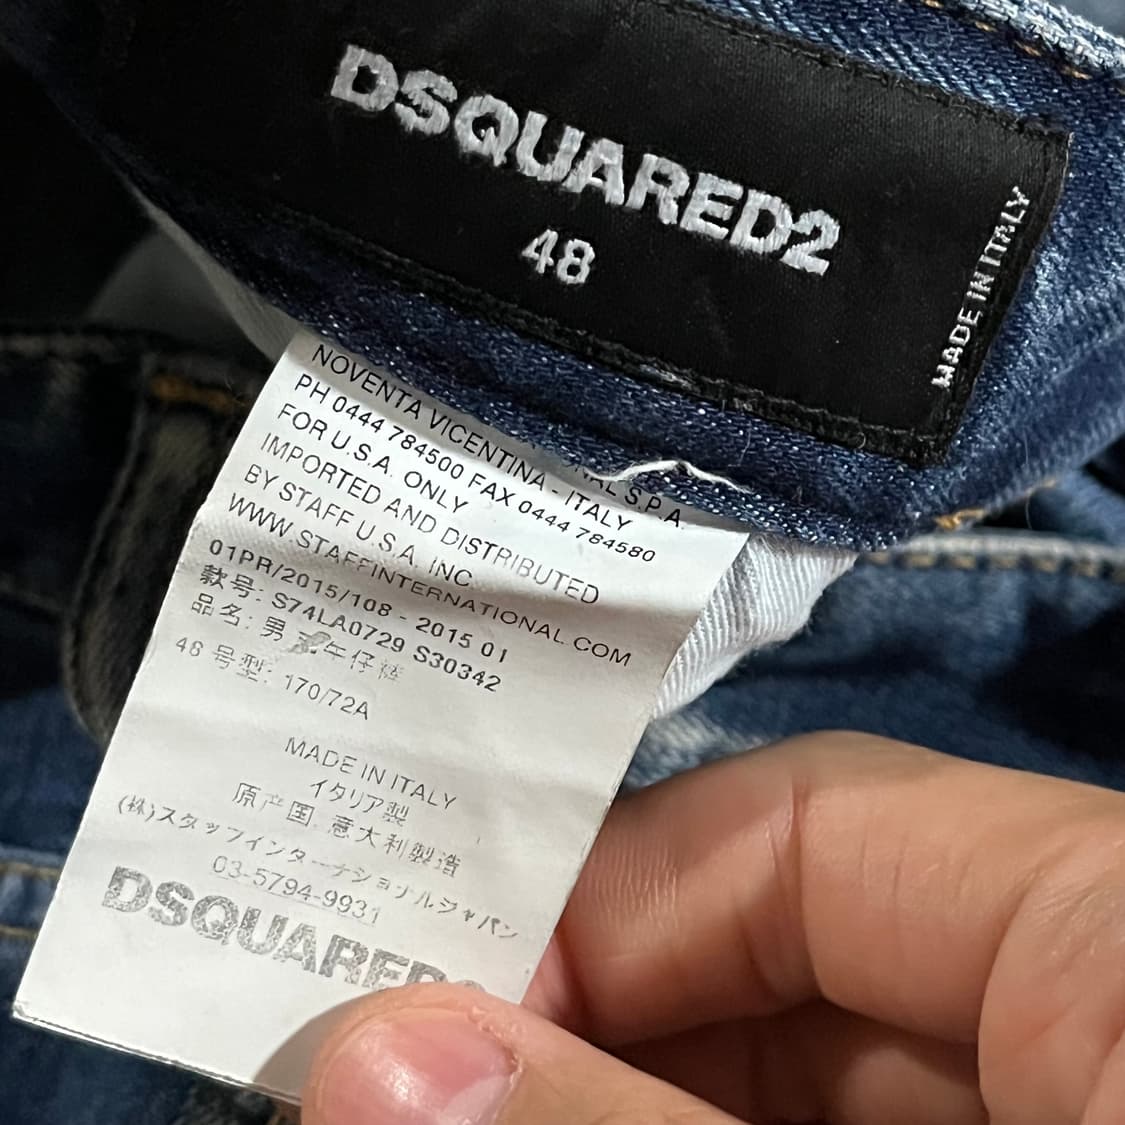 DSQUARED2
48
MADE IN ITALY
S.P.A.
NOVENTA VICENTINA - ITALY
PH 0444 784500 FAX 0444 784580
FOR U.S.A. ONLY
IMPORTED AND DISTRIBUTED
BY STAFF U.S.A. INC
WWW STAFFINTERNATIONAL.COM
01PR/2015/108 - 2015 01
款号: S74LA0729 S30342
品名: 男 牛仔裤
48 号型: 170/72A
MADE IN ITALY
イタリア製
原产国 意大利製造
(株)スタッフインターナショナルジャパン
03-5794-9931
DSQUARED2